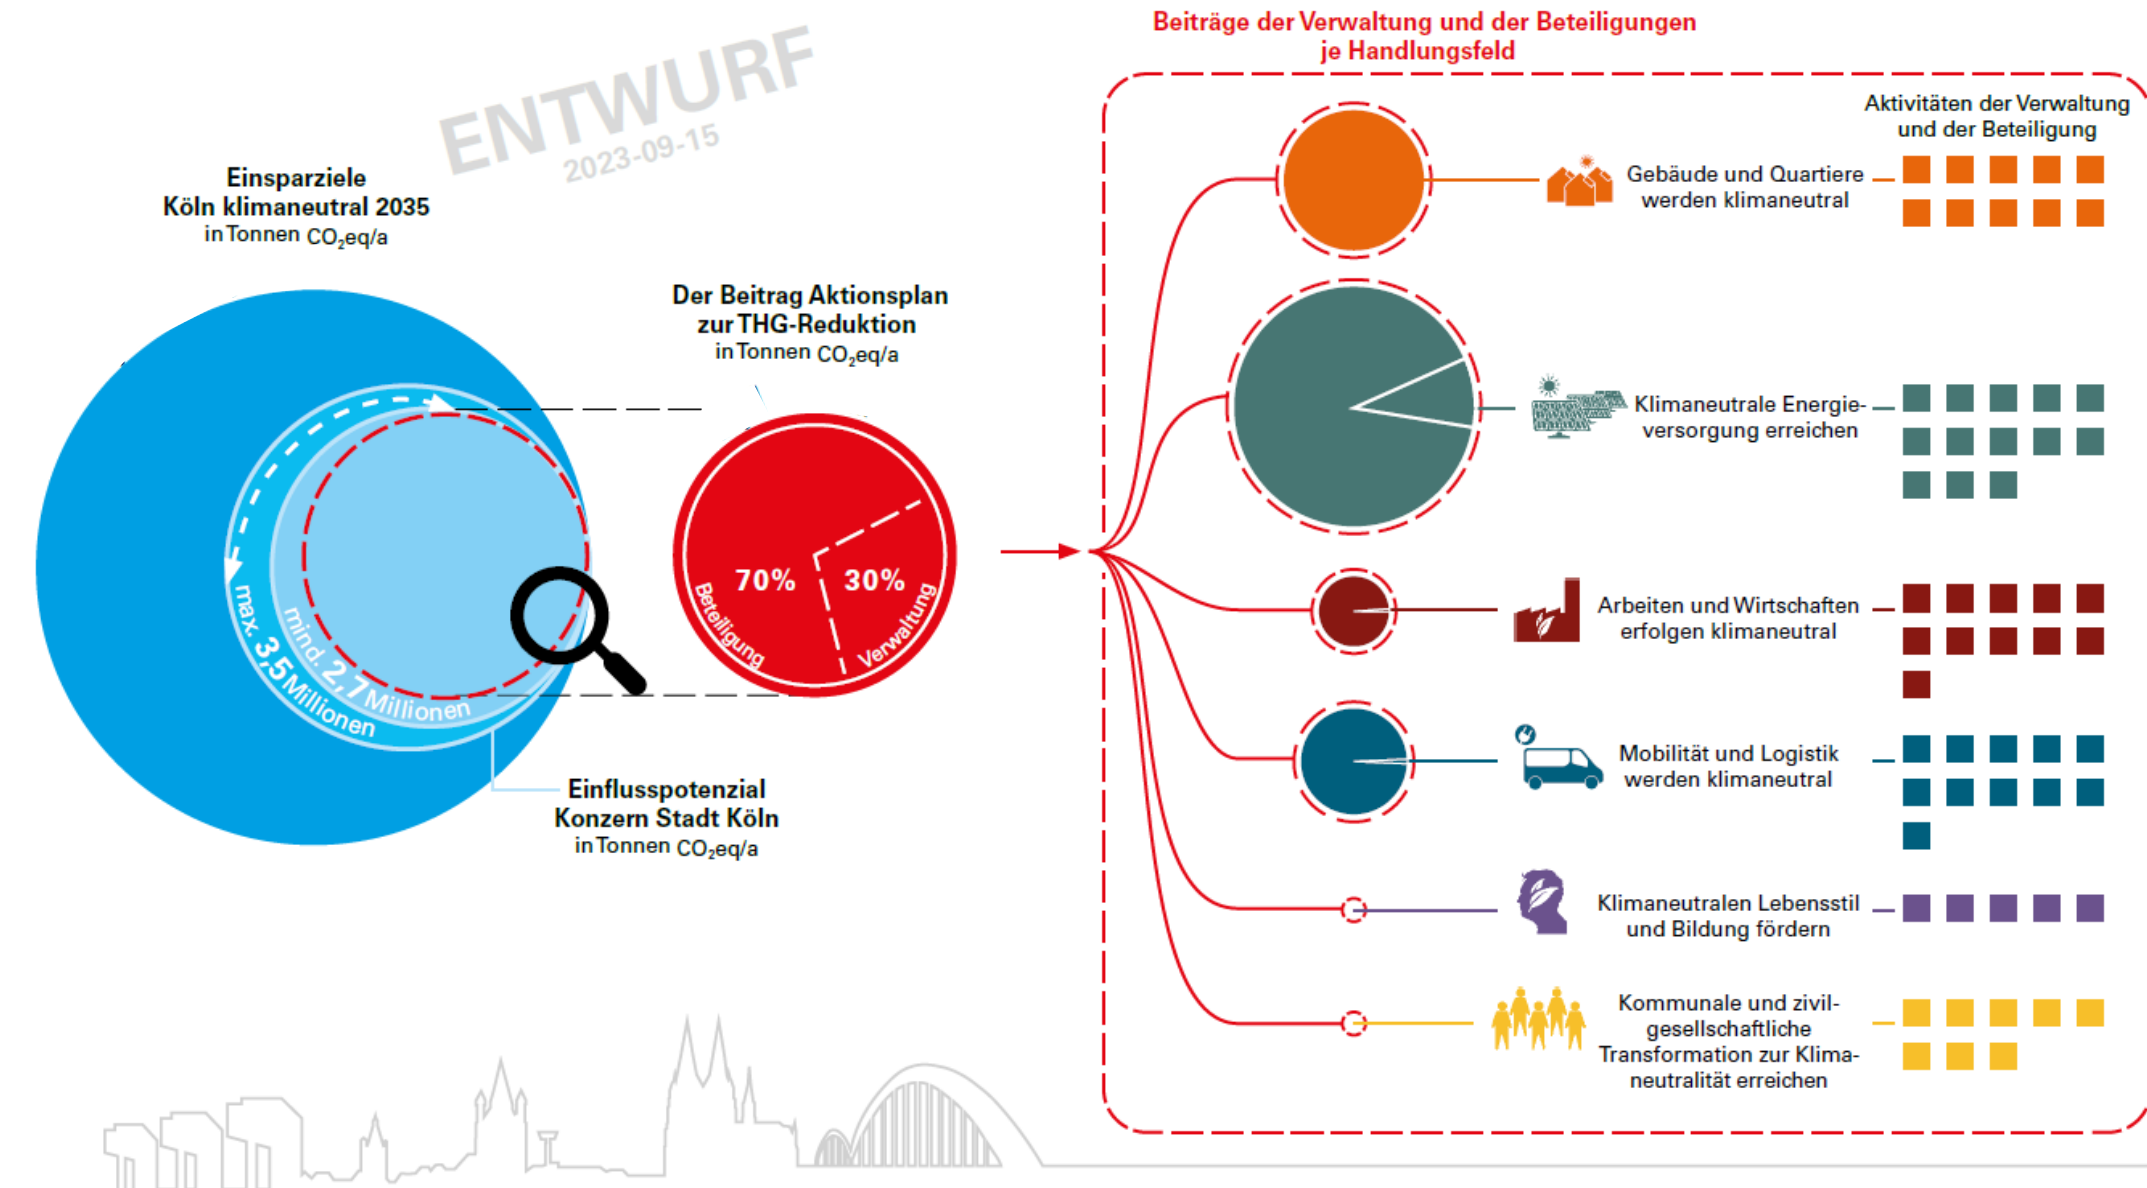 ENTWURF
2023-09-15
Einsparziele
Köln klimaneutral 2035
in Tonnen CO₂eq/a
max. 3,5 Millionen
mind. 2,7 Millionen
Einflusspotenzial
Konzern Stadt Köln
in Tonnen CO₂eq/a
Der Beitrag Aktionsplan
zur THG-Reduktion
in Tonnen CO₂eq/a
70%
30%
Beteiligung
Verwaltung
Beiträge der Verwaltung und der Beteiligungen
je Handlungsfeld
Aktivitäten der Verwaltung
und der Beteiligung
Gebäude und Quartiere
werden klimaneutral
Klimaneutrale Energie-
versorgung erreichen
Arbeiten und Wirtschaften
erfolgen klimaneutral
Mobilität und Logistik
werden klimaneutral
Klimaneutralen Lebensstil
und Bildung fördern
Kommunale und zivil-
gesellschaftliche
Transformation zur Klima-
neutralität erreichen